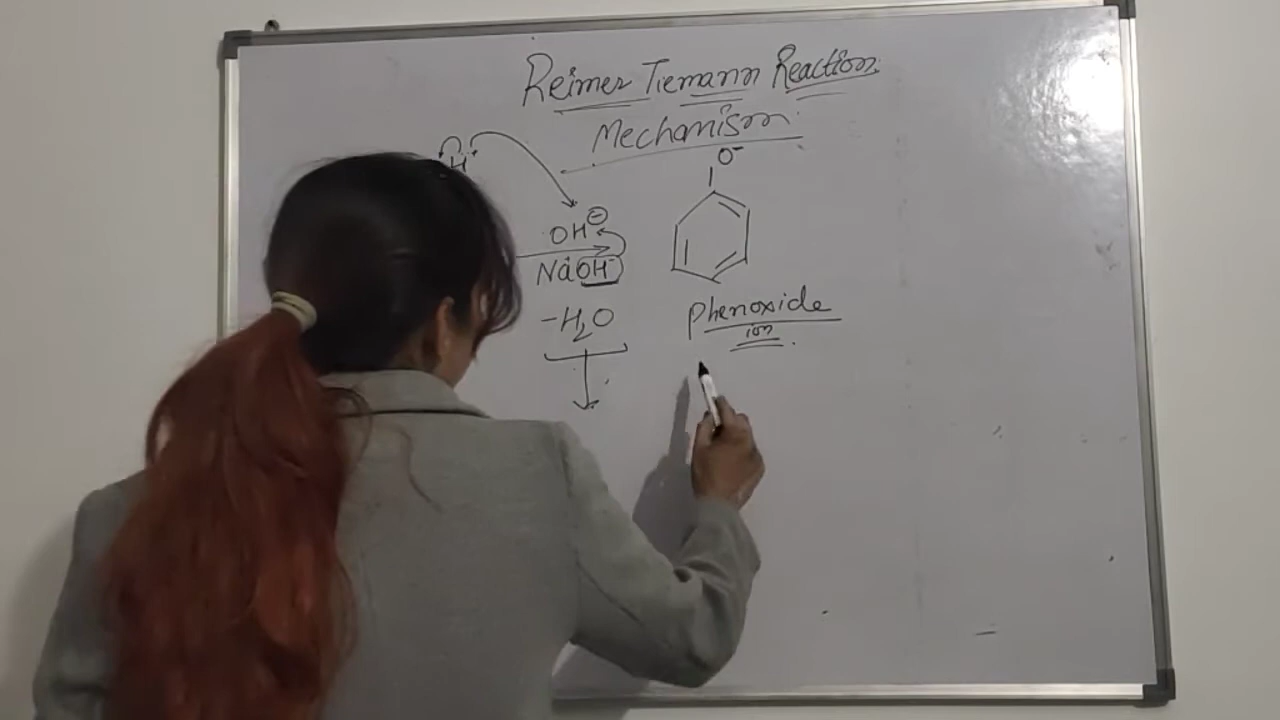 Reimer Tiemann Reaction
Mechanism
H
O⁻
OH⊖
NaOH
-H₂O
Phenoxide
ion